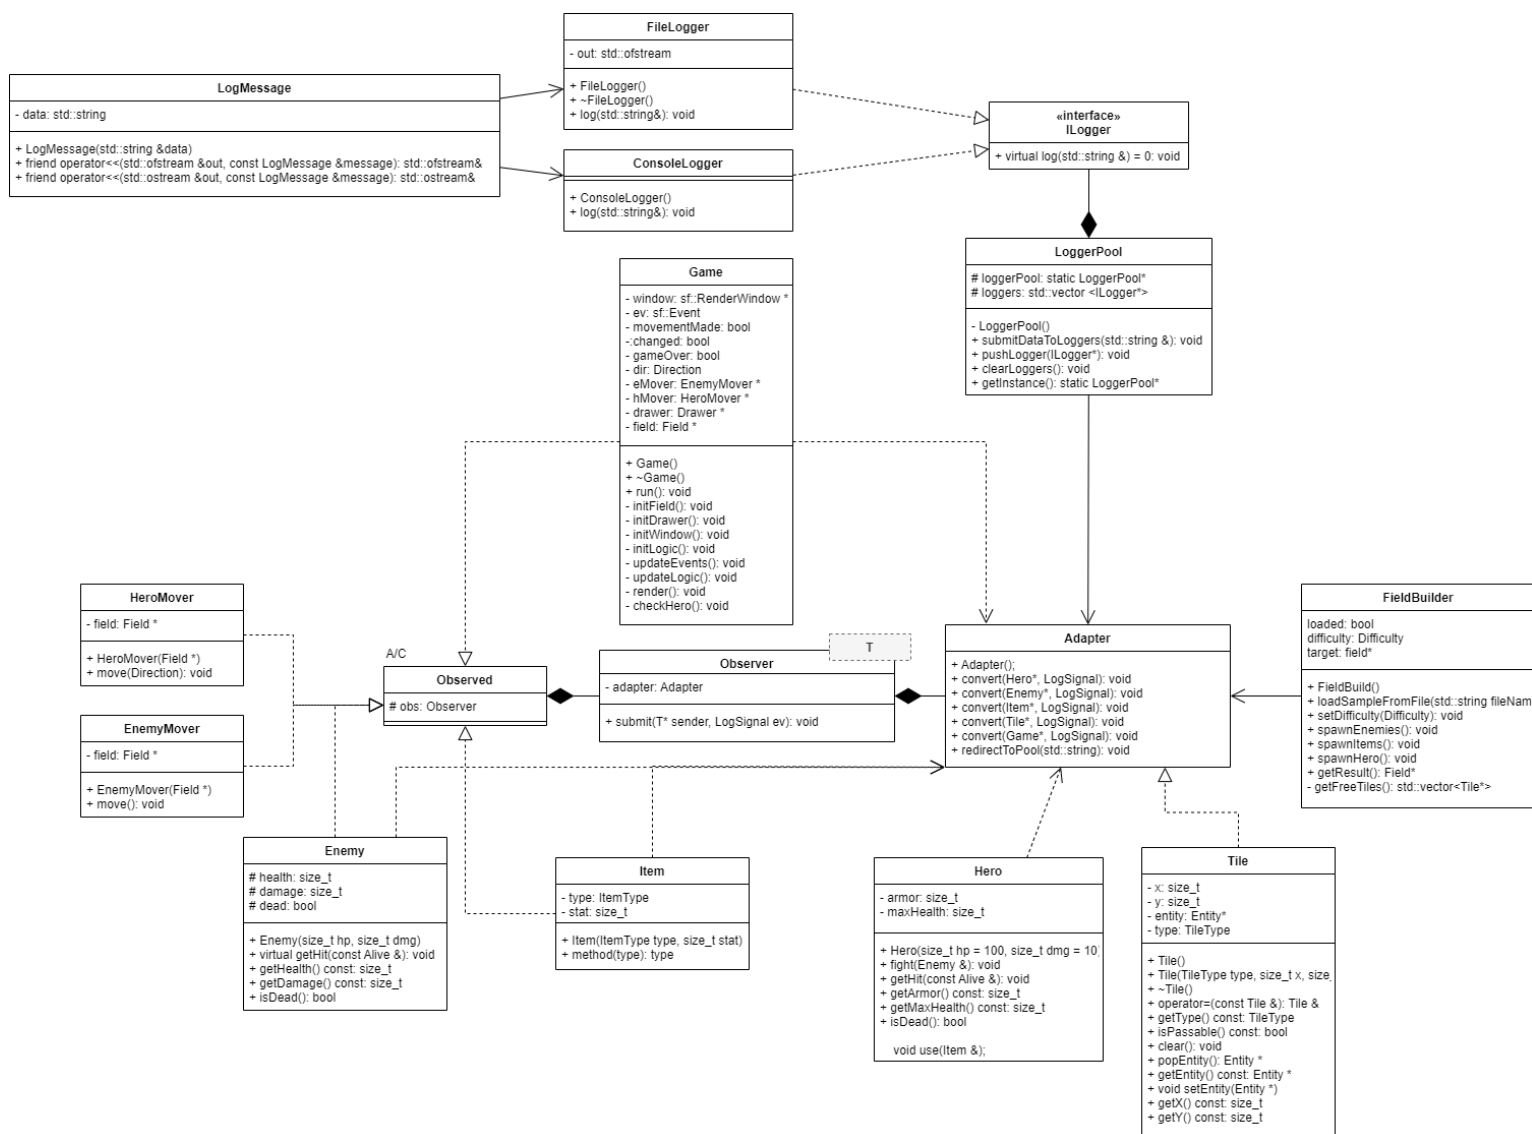 FileLogger
- out: std::ofstream
+ FileLogger()
+ ~FileLogger()
+ log(std::string&): void
LogMessage
- data: std::string
+ LogMessage(std::string &data)
+ friend operator<<(std::ofstream &out, const LogMessage &message): std::ofstream&
+ friend operator<<(std::ostream &out, const LogMessage &message): std::ostream&
ConsoleLogger
+ ConsoleLogger()
+ log(std::string&): void
«interface»
ILogger
+ virtual log(std::string &) = 0: void
LoggerPool
# loggerPool: static LoggerPool*
# loggers: std::vector <ILogger*>
- LoggerPool()
+ submitDataToLoggers(std::string &): void
+ pushLogger(ILogger*): void
+ clearLoggers(): void
+ getInstance(): static LoggerPool*
Game
- window: sf::RenderWindow *
- ev: sf::Event
- movementMade: bool
-:changed: bool
- gameOver: bool
- dir: Direction
- eMover: EnemyMover *
- hMover: HeroMover *
- drawer: Drawer *
- field: Field *
+ Game()
+ ~Game()
+ run(): void
- initField(): void
- initDrawer(): void
- initWindow(): void
- initLogic(): void
- updateEvents(): void
- updateLogic(): void
- render(): void
- checkHero(): void
HeroMover
- field: Field *
+ HeroMover(Field *)
+ move(Direction): void
EnemyMover
- field: Field *
+ EnemyMover(Field *)
+ move(): void
A/C
Observed
# obs: Observer
T
Observer
- adapter: Adapter
+ submit(T* sender, LogSignal ev): void
Adapter
+ Adapter();
+ convert(Hero*, LogSignal): void
+ convert(Enemy*, LogSignal): void
+ convert(Item*, LogSignal): void
+ convert(Tile*, LogSignal): void
+ convert(Game*, LogSignal): void
+ redirectToPool(std::string): void
FieldBuilder
loaded: bool
difficulty: Difficulty
target: field*
+ FieldBuild()
+ loadSampleFromFile(std::string fileNam
+ setDifficulty(Difficulty): void
+ spawnEnemies(): void
+ spawnItems(): void
+ spawnHero(): void
+ getResult(): Field*
- getFreeTiles(): std::vector<Tile*>
Enemy
# health: size_t
# damage: size_t
# dead: bool
+ Enemy(size_t hp, size_t dmg)
+ virtual getHit(const Alive &): void
+ getHealth() const: size_t
+ getDamage() const: size_t
+ isDead(): bool
Item
- type: ItemType
- stat: size_t
+ Item(ItemType type, size_t stat)
+ method(type): type
Hero
- armor: size_t
- maxHealth: size_t
+ Hero(size_t hp = 100, size_t dmg = 10
+ fight(Enemy &): void
+ getHit(const Alive &): void
+ getArmor() const: size_t
+ getMaxHealth() const: size_t
+ isDead(): bool
void use(Item &);
Tile
- x: size_t
- y: size_t
- entity: Entity*
- type: TileType
+ Tile()
+ Tile(TileType type, size_t x, size_
+ ~Tile()
+ operator=(const Tile &): Tile &
+ getType() const: TileType
+ isPassable() const: bool
+ clear(): void
+ popEntity(): Entity *
+ getEntity() const: Entity *
+ void setEntity(Entity *)
+ getX() const: size_t
+ getY() const: size_t